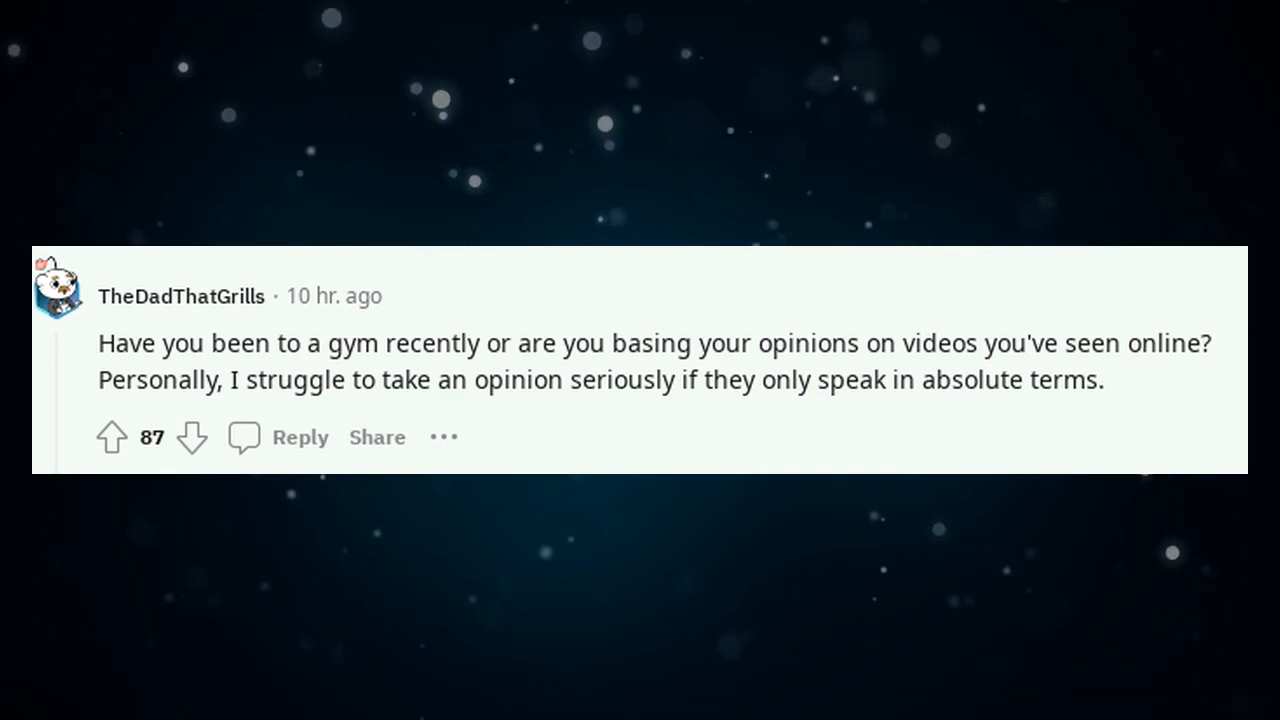 TheDadThatGrills · 10 hr. ago
Have you been to a gym recently or are you basing your opinions on videos you've seen online?
Personally, I struggle to take an opinion seriously if they only speak in absolute terms.
87 Reply Share ...